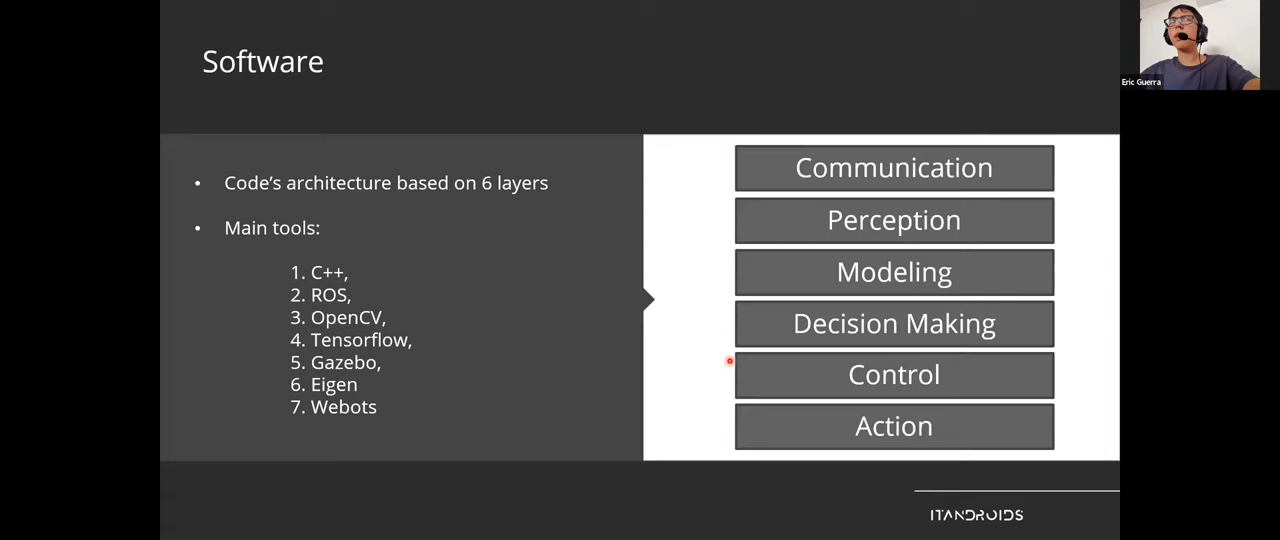 Software
Eric Guerra
• Code's architecture based on 6 layers
• Main tools:
1. C++,
2. ROS,
3. OpenCV,
4. Tensorflow,
5. Gazebo,
6. Eigen
7. Webots
Communication
Perception
Modeling
Decision Making
Control
Action
ITANDROIDS